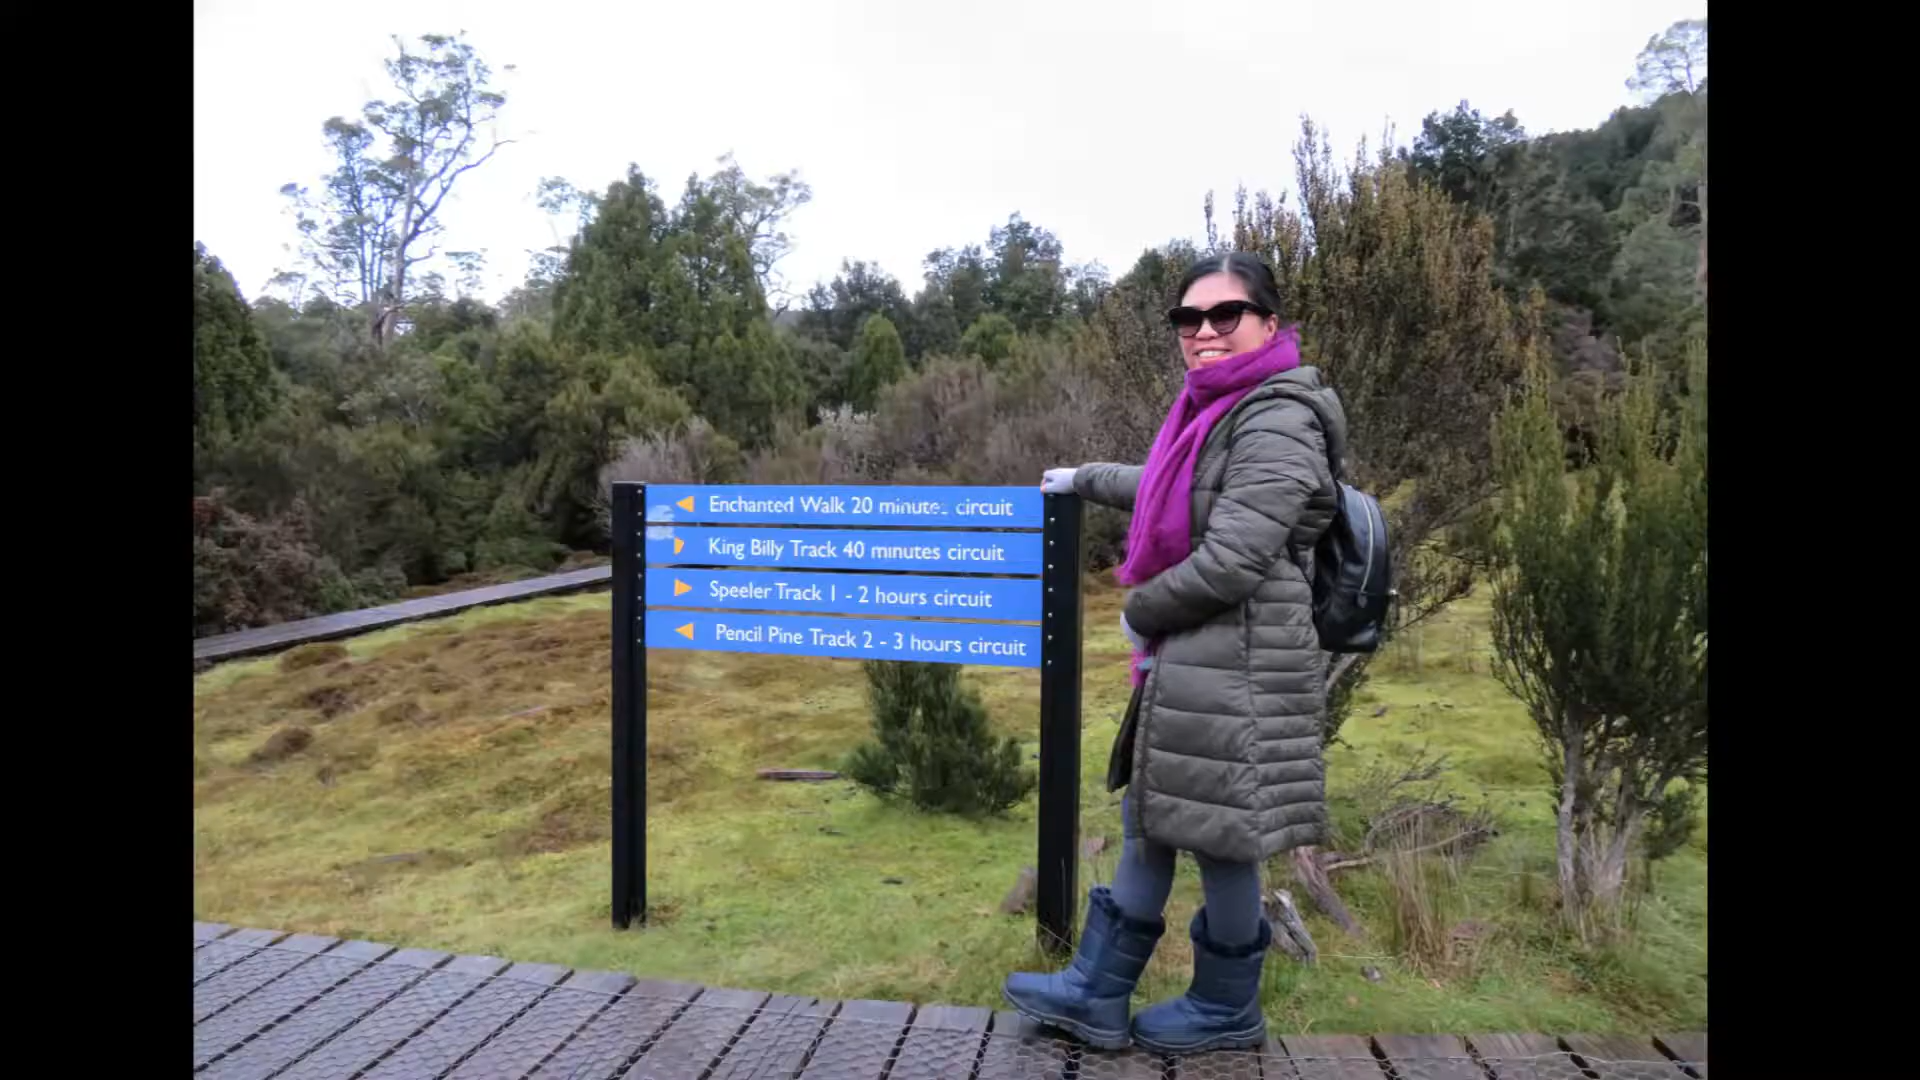 Enchanted Walk 20 minutes circuit
King Billy Track 40 minutes circuit
Speeler Track 1 - 2 hours circuit
Pencil Pine Track 2 - 3 hours circuit